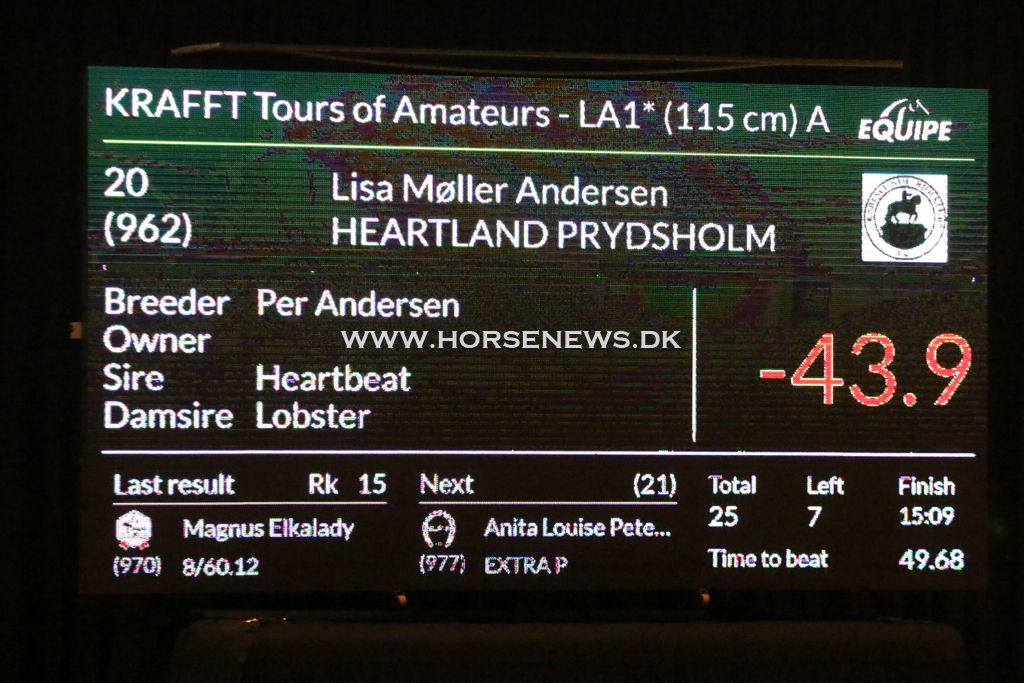 KRAFFT Tours of Amateurs - LA1* (115 cm) A
EQUIPE
20 Lisa Møller Andersen
(962) HEARTLAND PRYDSHOLM
Breeder Per Andersen
Owner
WWW.HORSENEWS.DK
Sire Heartbeat
Damsire Lobster
-43.9
Last result Rk 15 Next (21) Total Left Finish
Magnus Elkalady Anita Louise Pete... 25 7 15:09
(970) 8/60.12 (977) EXTRA P Time to beat 49.68